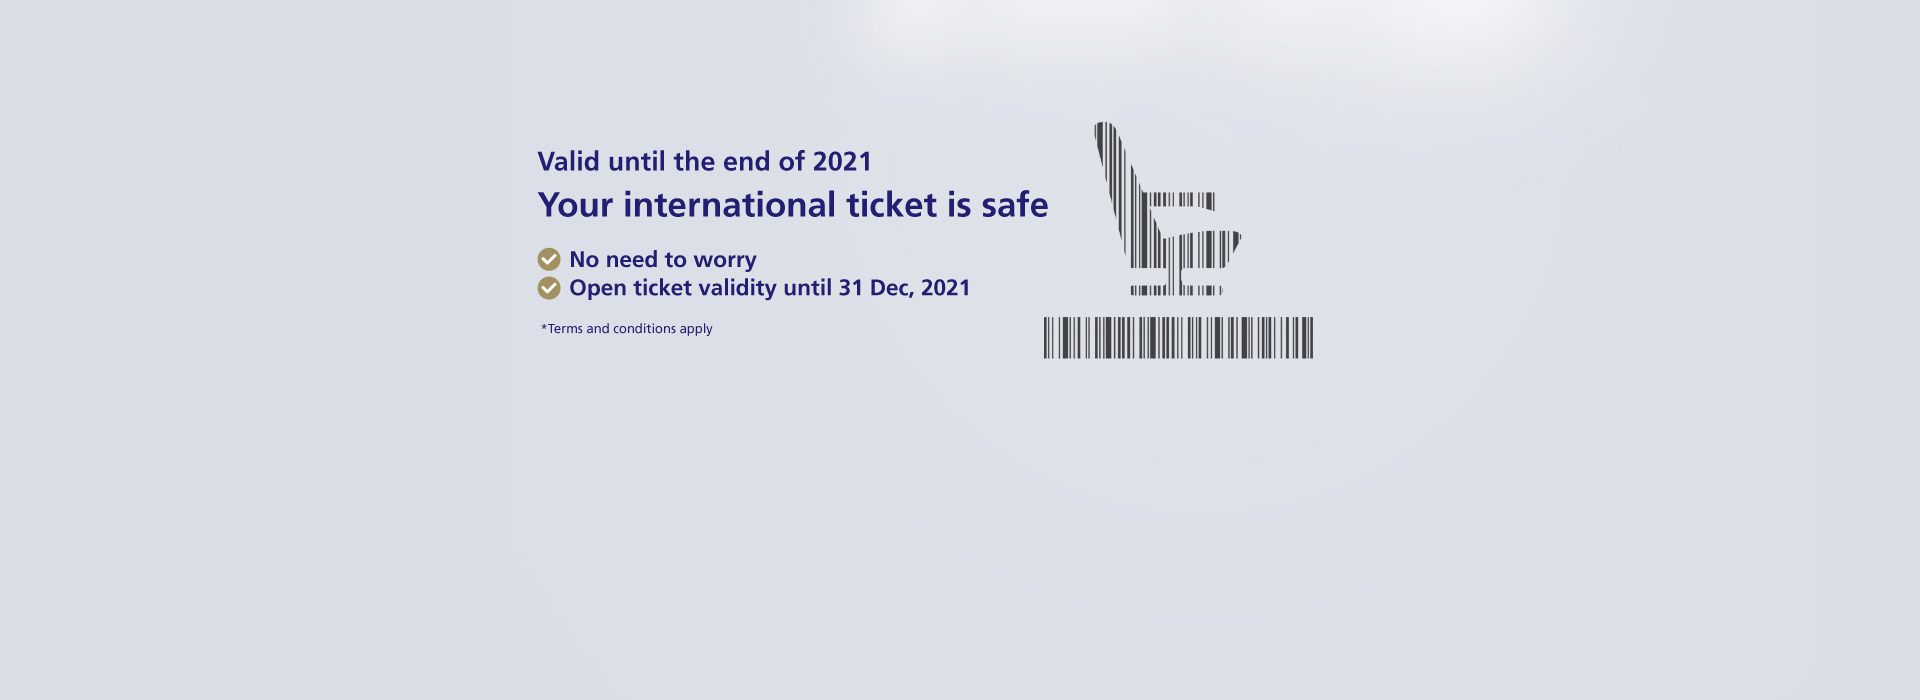 Valid until the end of 2021
Your international ticket is safe
No need to worry
Open ticket validity until 31 Dec, 2021
*Terms and conditions apply